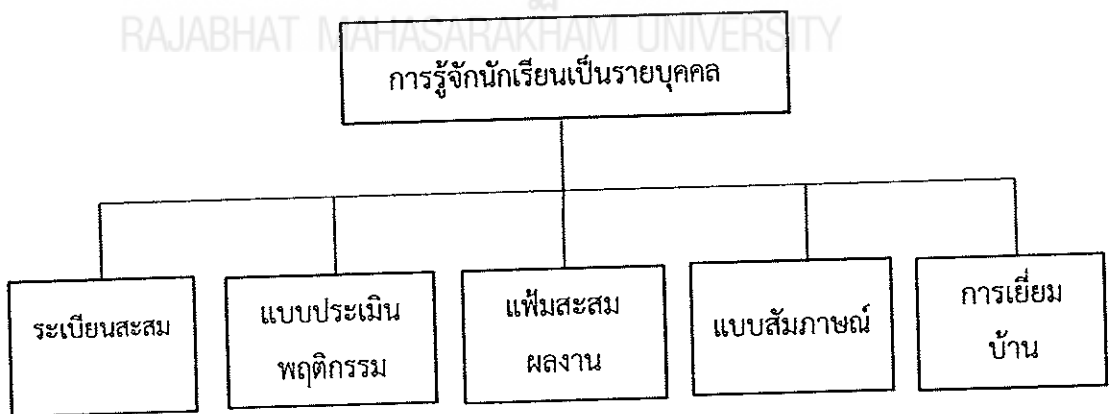 RAJABHAT MAHASARAKHAM UNIVERSITY
การรู้จักนักเรียนเป็นรายบุคคล
ระเบียนสะสม
แบบประเมิน
พฤติกรรม
แฟ้มสะสม
ผลงาน
แบบสัมภาษณ์
การเยี่ยม
บ้าน